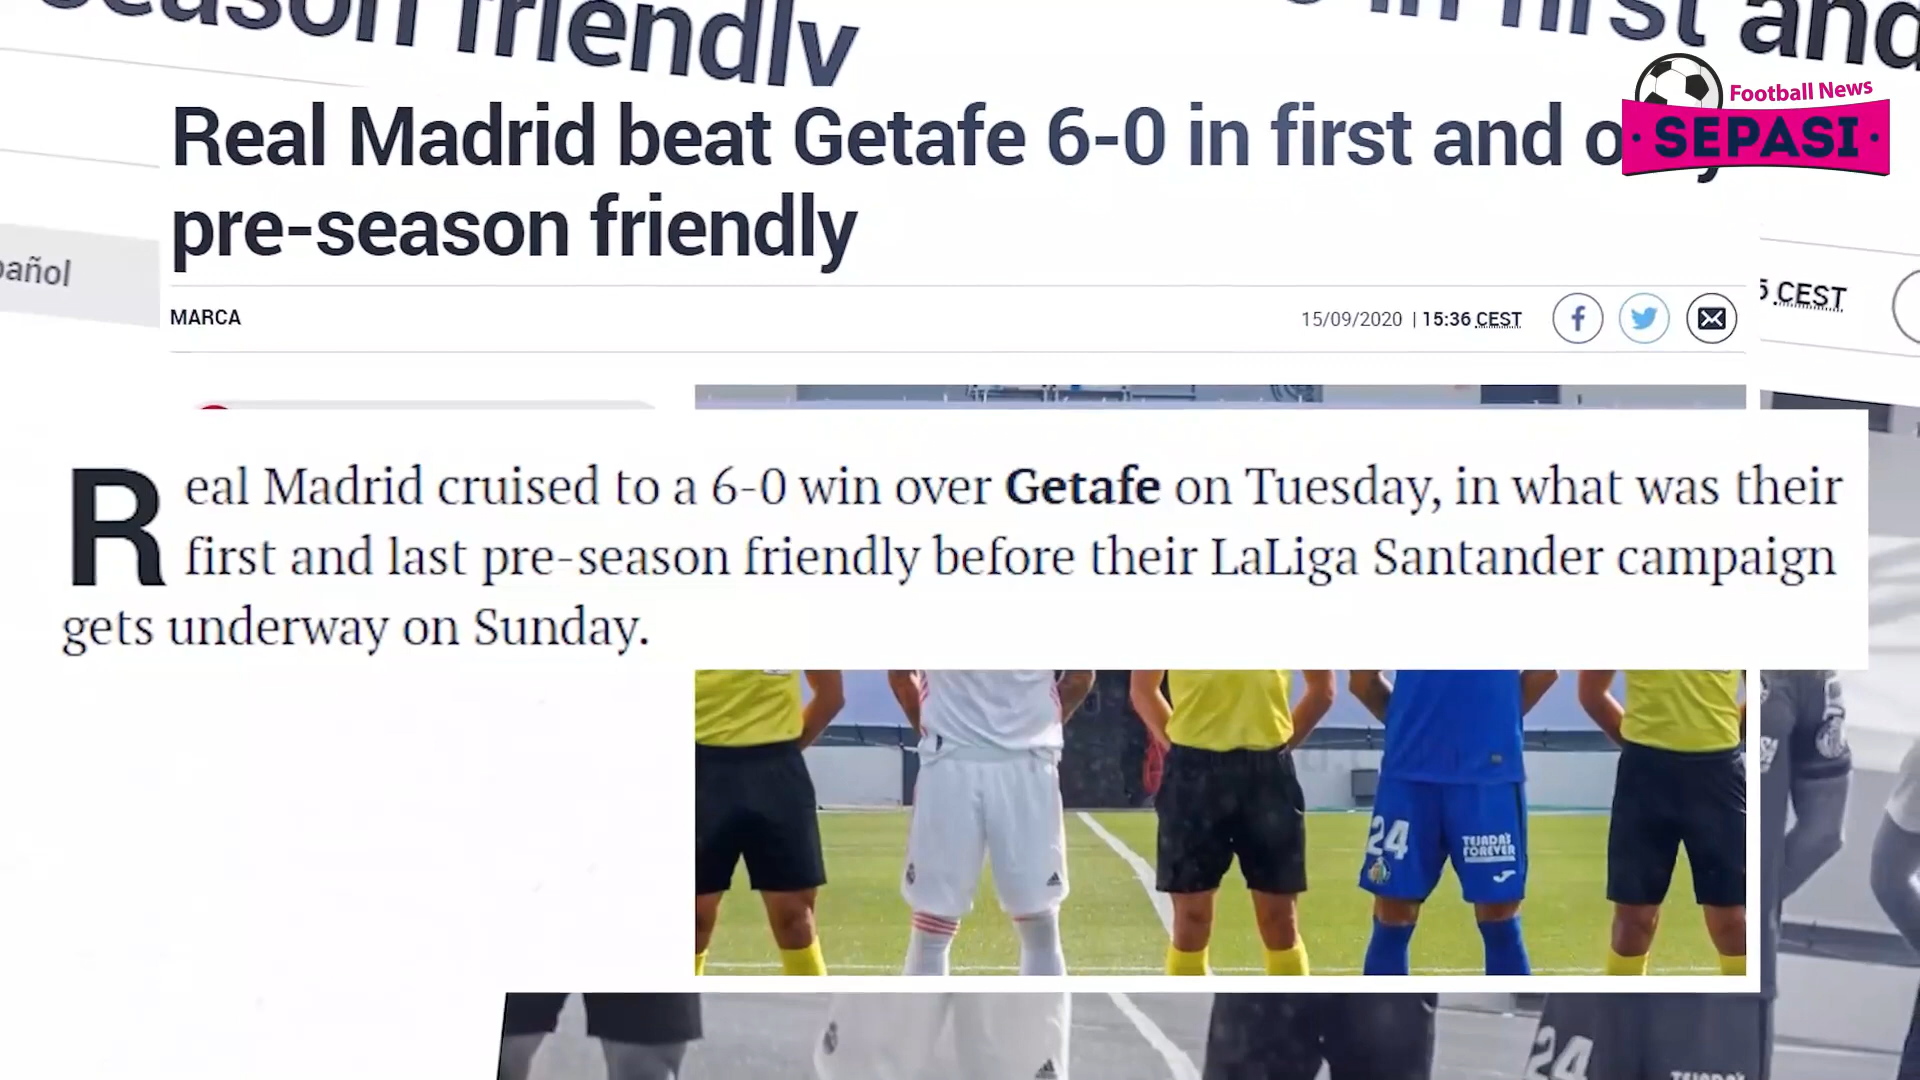 season friendly
in first and
Real Madrid beat Getafe 6-0 in first and o
pre-season friendly
Football News
SEPASI
pañol
MARCA
15/09/2020 | 15:36 CEST
5 CEST
Real Madrid cruised to a 6-0 win over Getafe on Tuesday, in what was their
first and last pre-season friendly before their LaLiga Santander campaign
gets underway on Sunday.
24
TEJADA'S
FOREVER
24
TEJADA'S